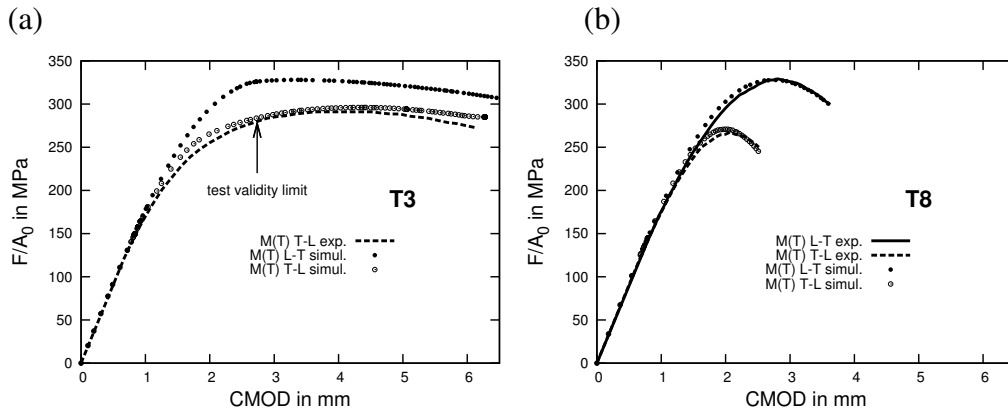 (a)
350
300
250
200
150
100
50
0
F/A0 in MPa
0 1 2 3 4 5 6
CMOD in mm
test validity limit
T3
M(T) T-L exp.
M(T) L-T simul.
M(T) T-L simul.
(b)
350
300
250
200
150
100
50
0
F/A0 in MPa
0 1 2 3 4 5 6
CMOD in mm
T8
M(T) L-T exp.
M(T) T-L exp.
M(T) L-T simul.
M(T) T-L simul.